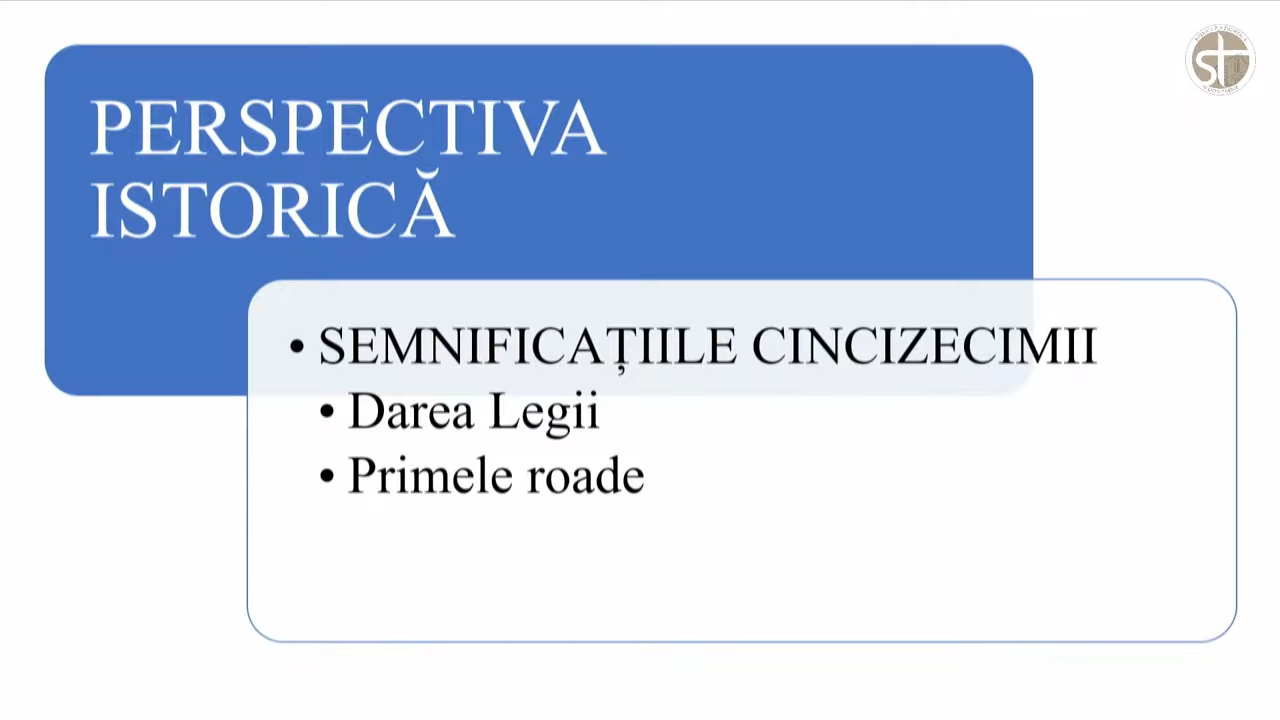 PERSPECTIVA
ISTORICĂ
• SEMNIFICAȚIILE CINCIZECIMII
• Darea Legii
• Primele roade